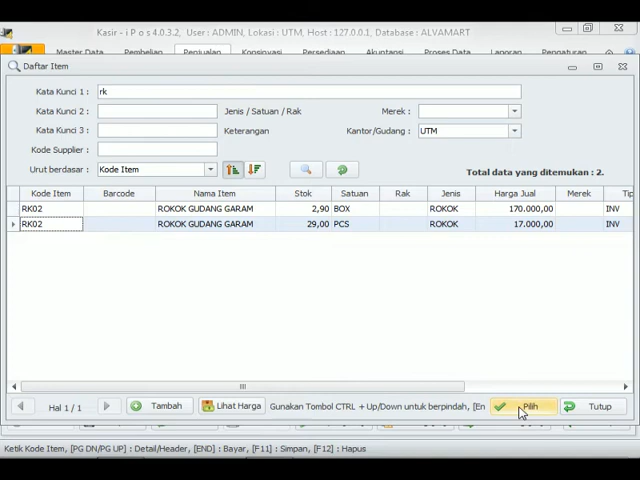 Kasir - i P o s 4.0.3.2, User : ADMIN, Lokasi : UTM, Host : 127.0.0.1, Database : ALVAMART
Master Data Pembelian Penjualan Konsinyasi Persediaan Akuntansi Proses Data Laporan Pengaturan
Daftar Item
Kata Kunci 1 : rk
Kata Kunci 2 : Jenis / Satuan / Rak Merek :
Kata Kunci 3 : Keterangan Kantor/Gudang : UTM
Kode Supplier :
Urut berdasar : Kode Item Total data yang ditemukan : 2.
Kode Item Barcode Nama Item Stok Satuan Rak Jenis Harga Jual Merek Tip
RK02 ROKOK GUDANG GARAM 2,90 BOX ROKOK 170.000,00 INV
RK02 ROKOK GUDANG GARAM 29,00 PCS ROKOK 17.000,00 INV
Hal 1 / 1 Tambah Lihat Harga Gunakan Tombol CTRL + Up/Down untuk berpindah, [En Pilih Tutup
Ketik Kode Item, [PG DN/PG UP] : Detail/Header, [END] : Bayar, [F11] : Simpan, [F12] : Hapus